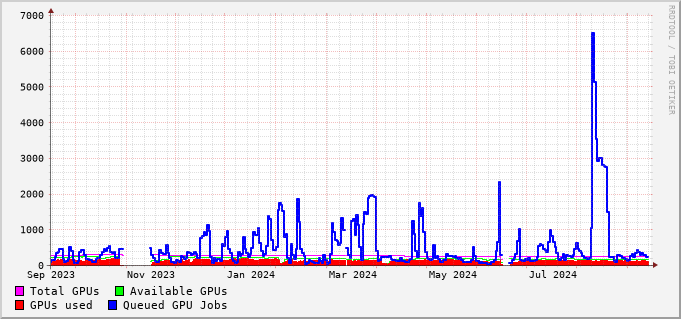 7000
6000
5000
4000
3000
2000
1000
0
Sep 2023 Nov 2023 Jan 2024 Mar 2024 May 2024 Jul 2024
Total GPUs Available GPUs
GPUs used Queued GPU Jobs
RRDTOOL / TOBI OETIKER